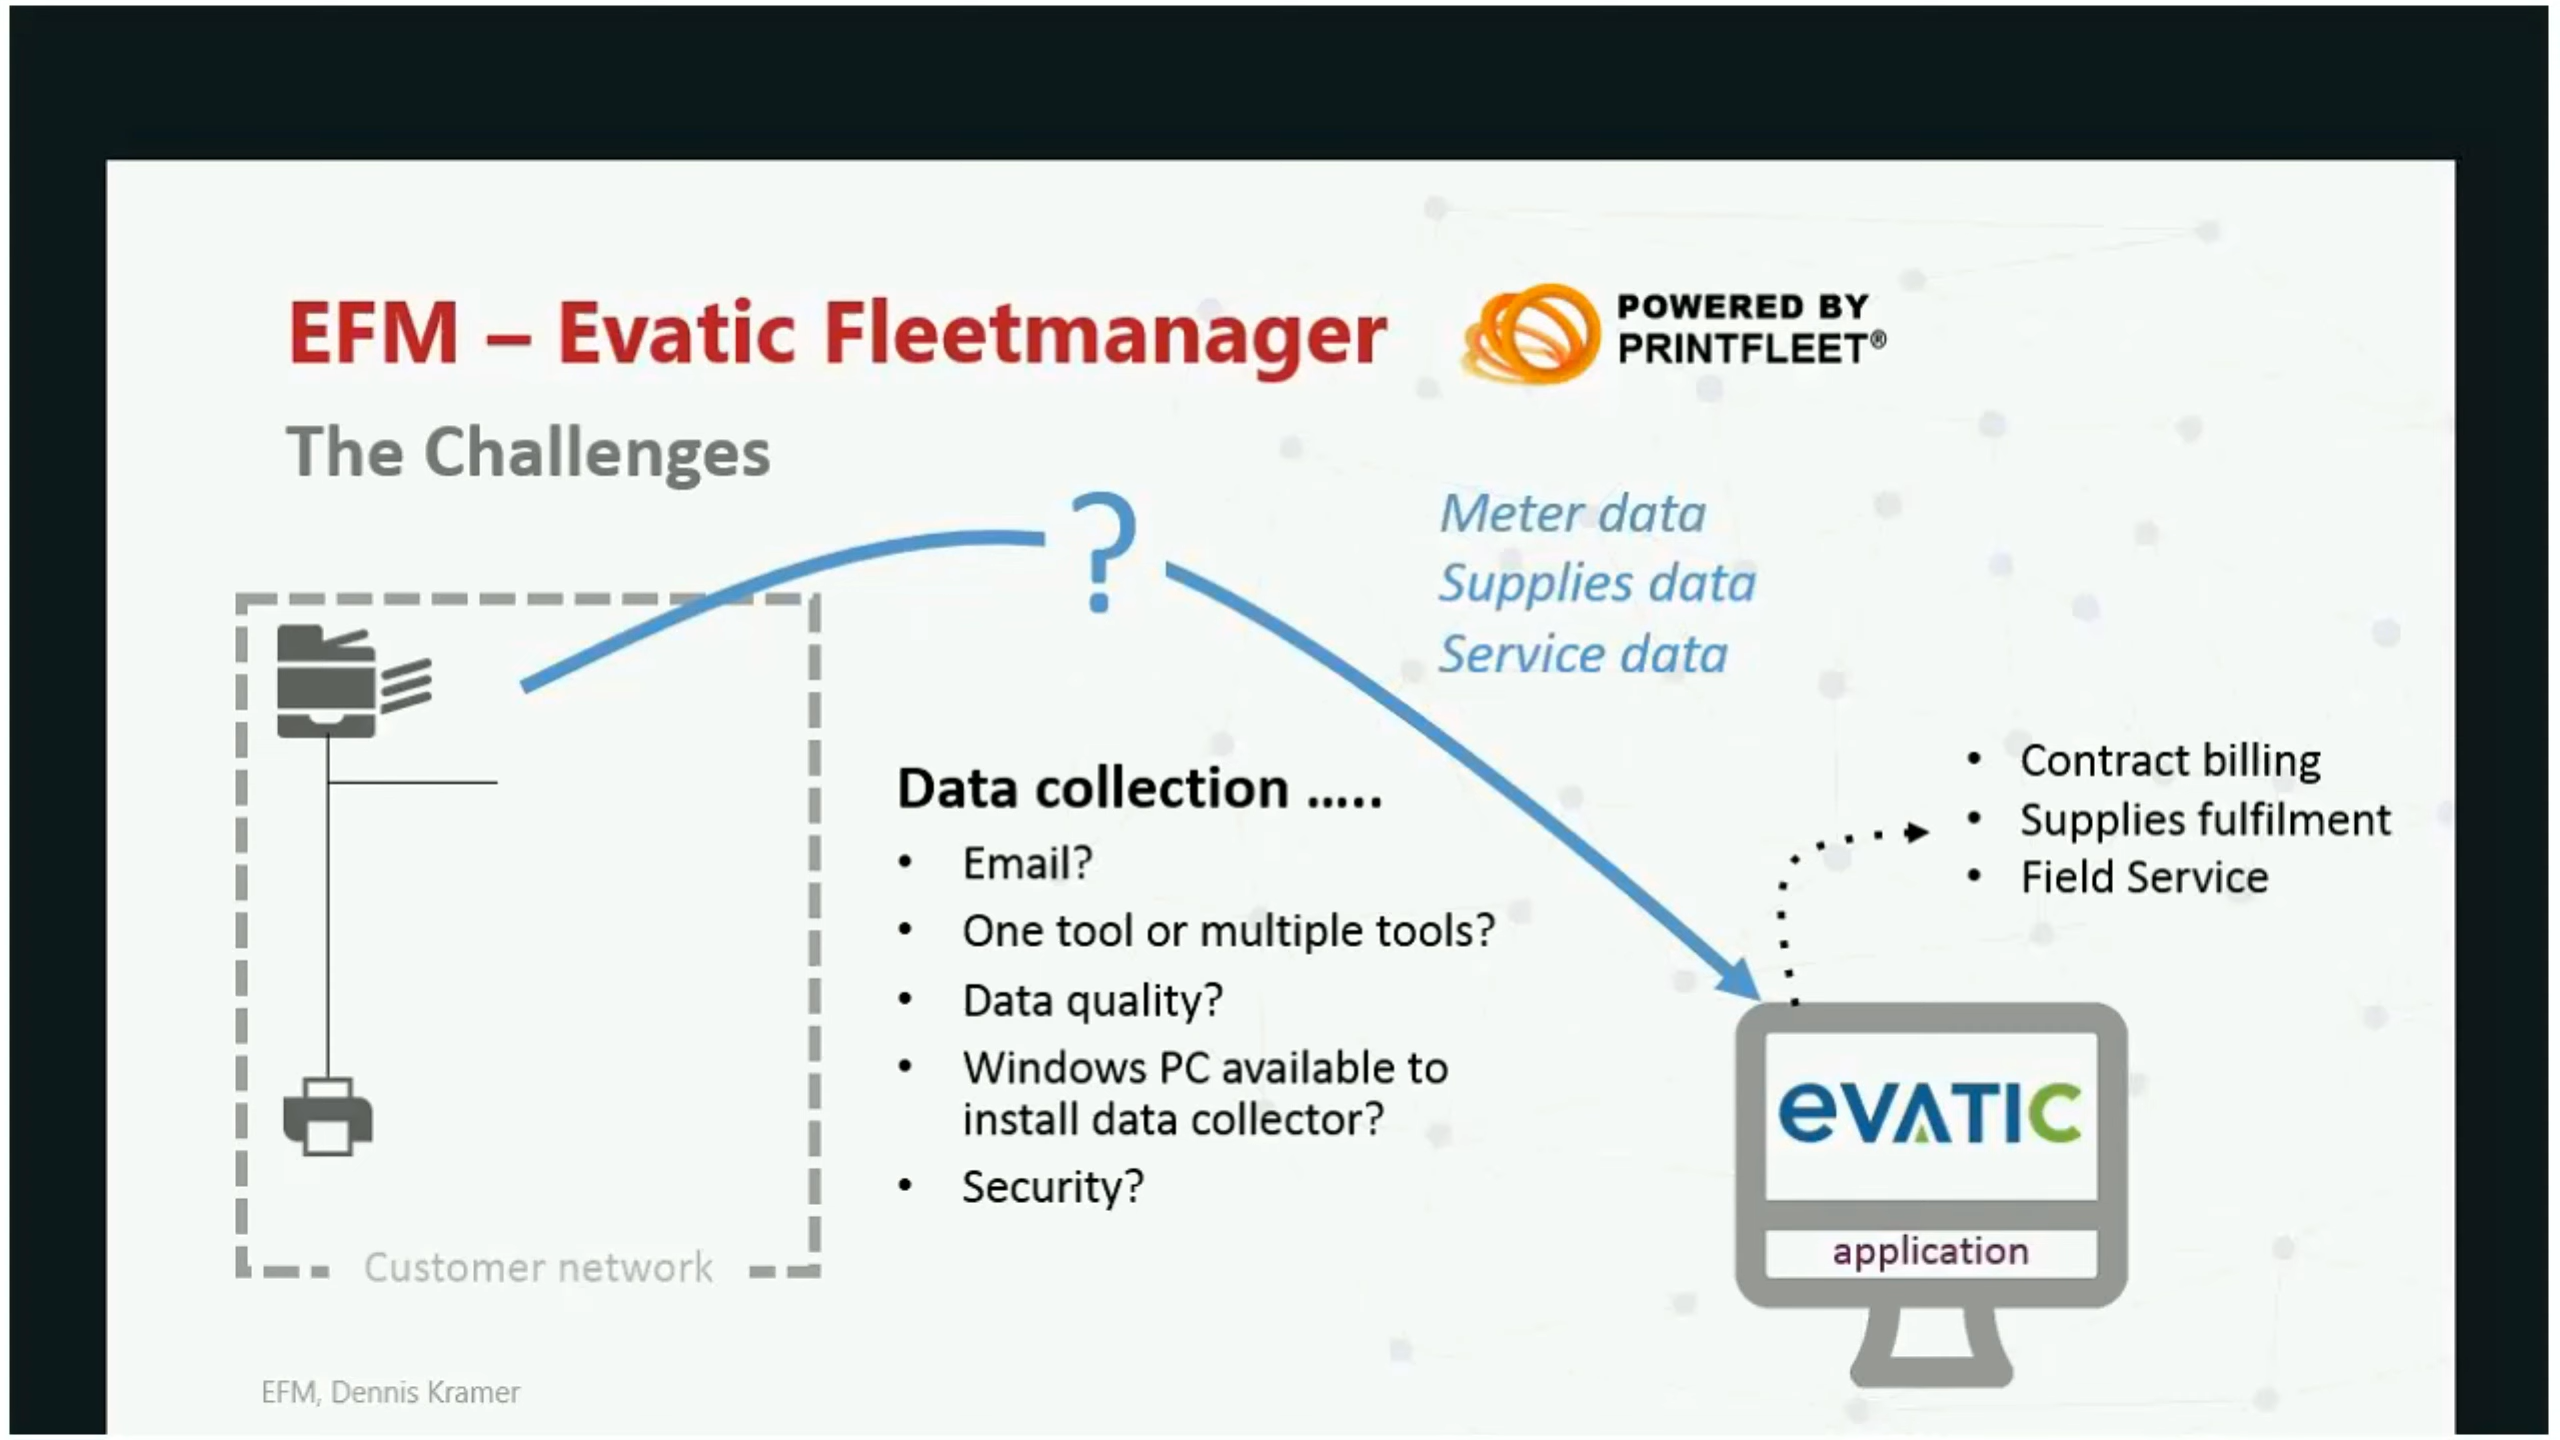 EFM – Evatic Fleetmanager
POWERED BY
PRINTFLEET®
The Challenges
?
Meter data
Supplies data
Service data
Data collection …..
• Email?
• One tool or multiple tools?
• Data quality?
• Windows PC available to
install data collector?
• Security?
• Contract billing
• Supplies fulfilment
• Field Service
eVATIC
application
Customer network
EFM, Dennis Kramer